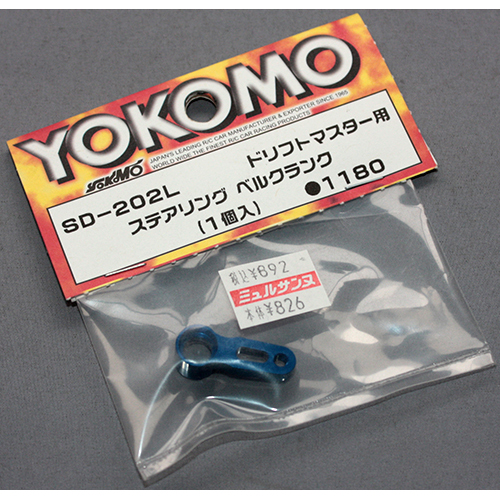 YOKOMO
YOKOMO
JAPAN'S LEADING R/C CAR MANUFACTURER & EXPORTER SINCE 1965
WORLD WIDE THE FINEST R/C CAR RACING PRODUCTS
SD-202L
ドリフトマスター用
ステアリング ベルクランク
(1個入)
●1180
税込¥892
ミュルサンヌ
本体¥826